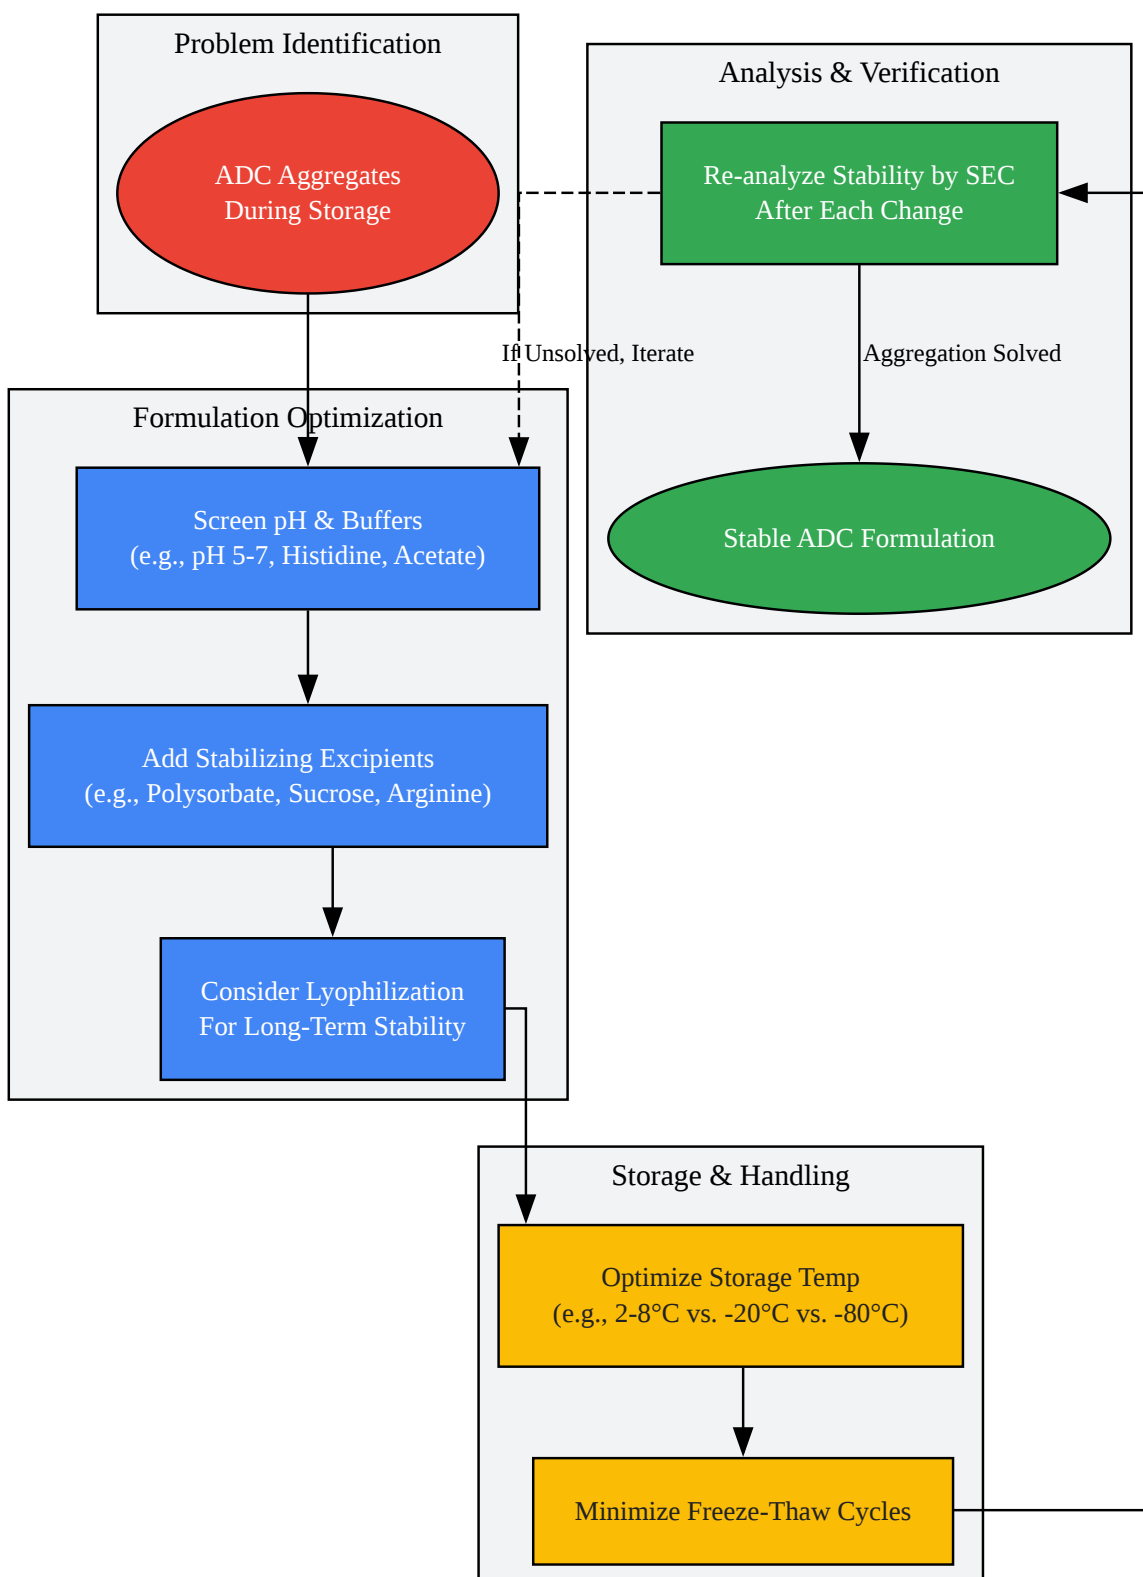 Problem Identification
ADC Aggregates
During Storage
Analysis & Verification
Re-analyze Stability by SEC
After Each Change
If Unsolved, Iterate
Aggregation Solved
Stable ADC Formulation
Formulation Optimization
Screen pH & Buffers
(e.g., pH 5-7, Histidine, Acetate)
Add Stabilizing Excipients
(e.g., Polysorbate, Sucrose, Arginine)
Consider Lyophilization
For Long-Term Stability
Storage & Handling
Optimize Storage Temp
(e.g., 2-8°C vs. -20°C vs. -80°C)
Minimize Freeze-Thaw Cycles